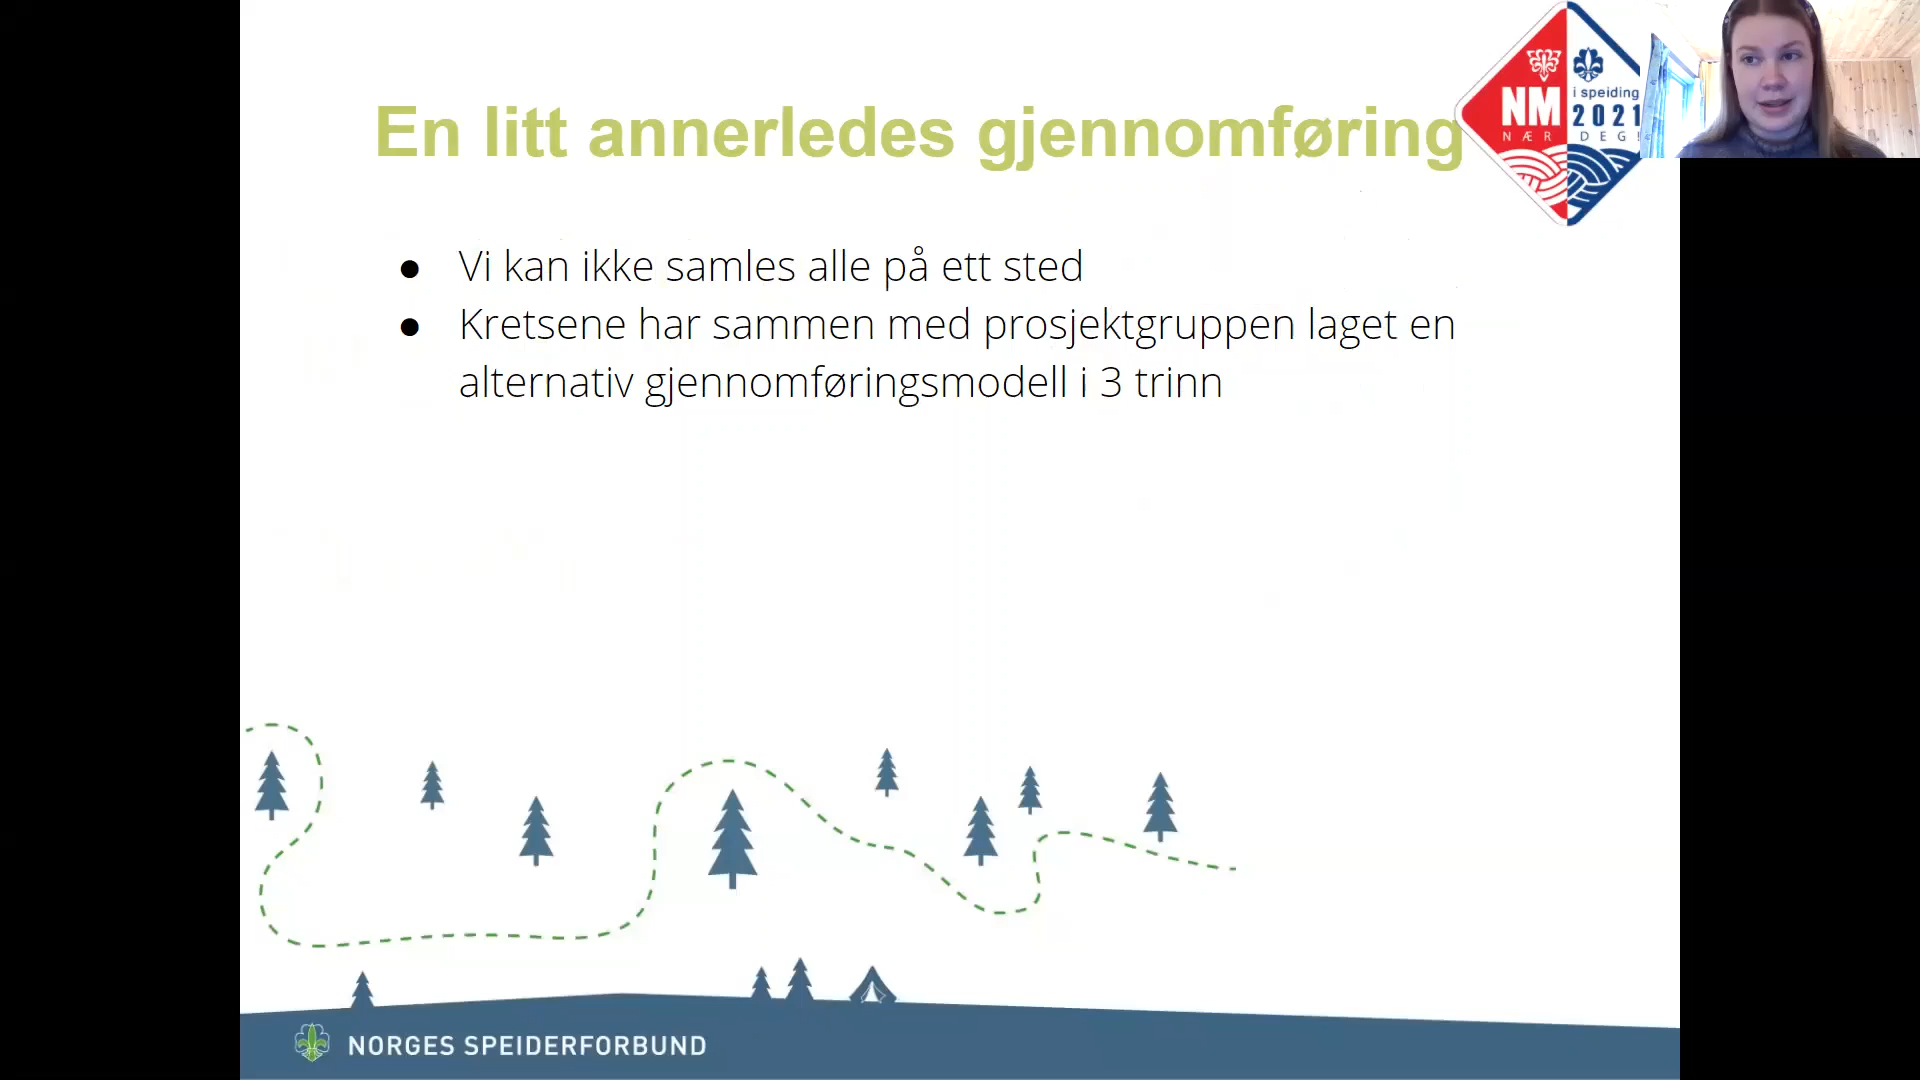 En litt annerledes gjennomføring
NM
i speiding
2021
NÆR DEG!
● Vi kan ikke samles alle på ett sted
● Kretsene har sammen med prosjektgruppen laget en
alternativ gjennomføringsmodell i 3 trinn
NORGES SPEIDERFORBUND